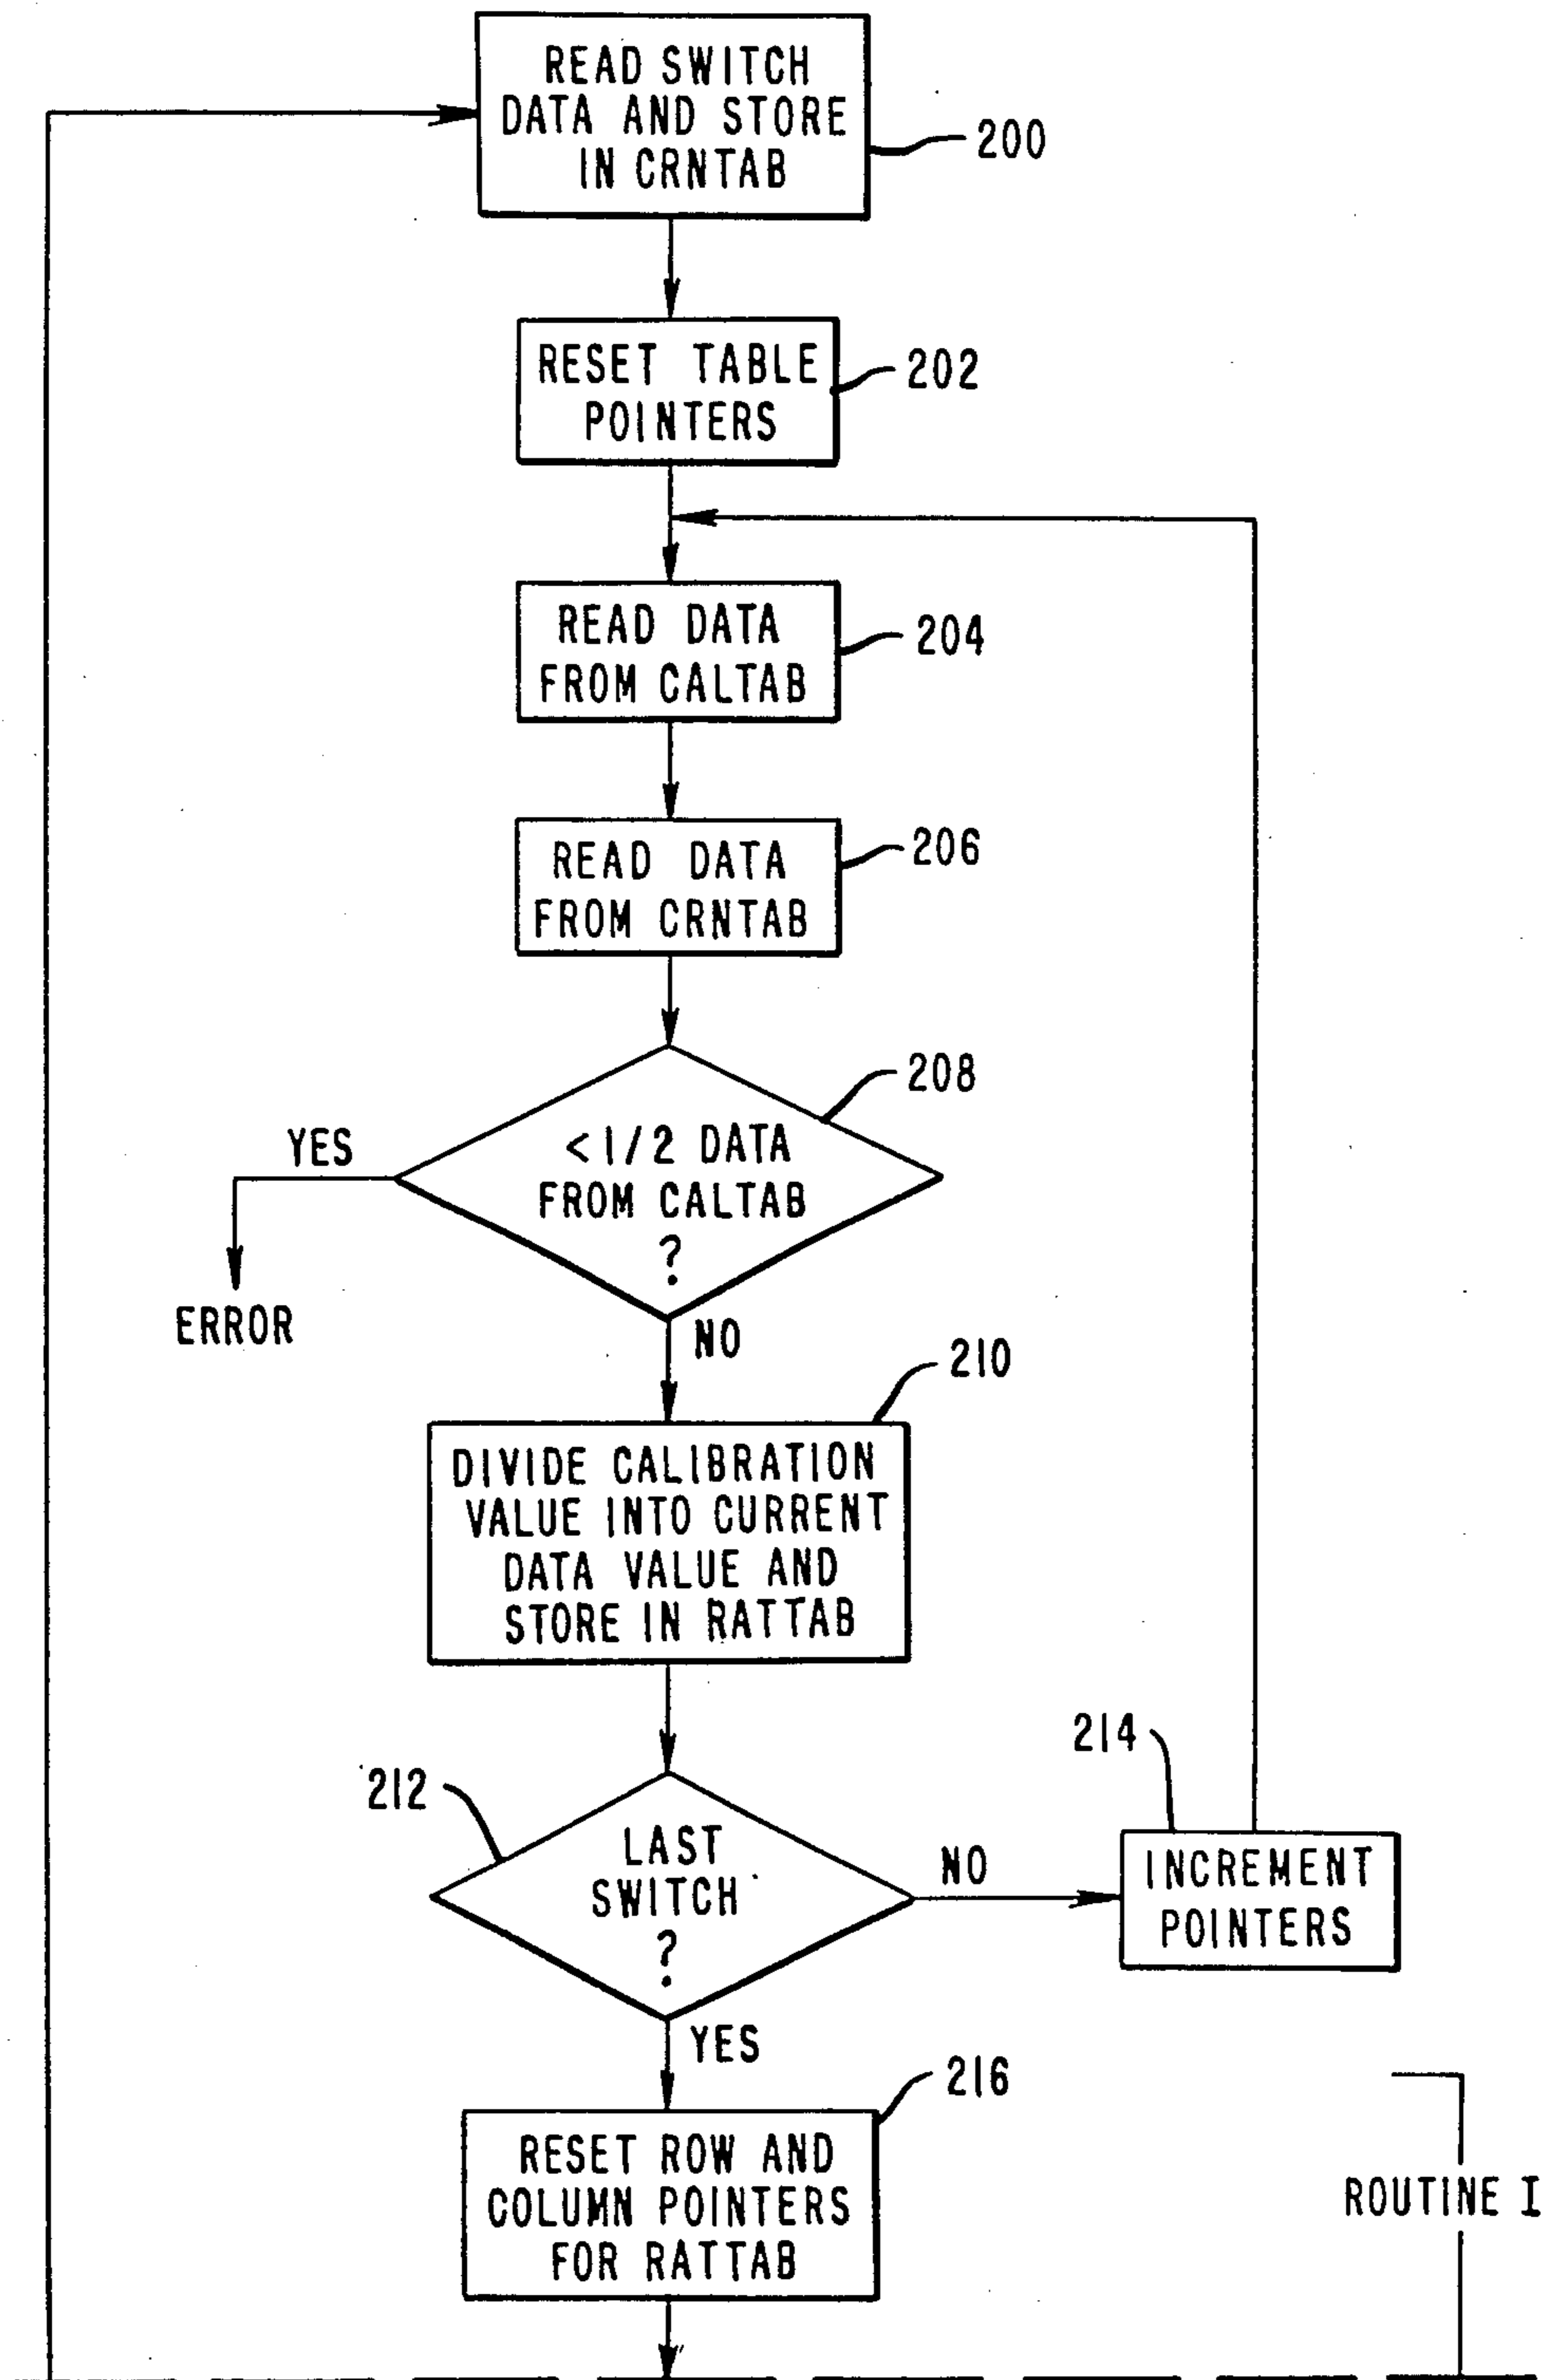 READ SWITCH
DATA AND STORE
IN CRNTAB
200
RESET TABLE
POINTERS
202
READ DATA
FROM CALTAB
204
READ DATA
FROM CRNTAB
206
208
YES
< 1/2 DATA
FROM CALTAB
?
ERROR
NO
210
DIVIDE CALIBRATION
VALUE INTO CURRENT
DATA VALUE AND
STORE IN RATTAB
214
212
LAST
SWITCH
?
NO
INCREMENT
POINTERS
YES
216
RESET ROW AND
COLUMN POINTERS
FOR RATTAB
ROUTINE I